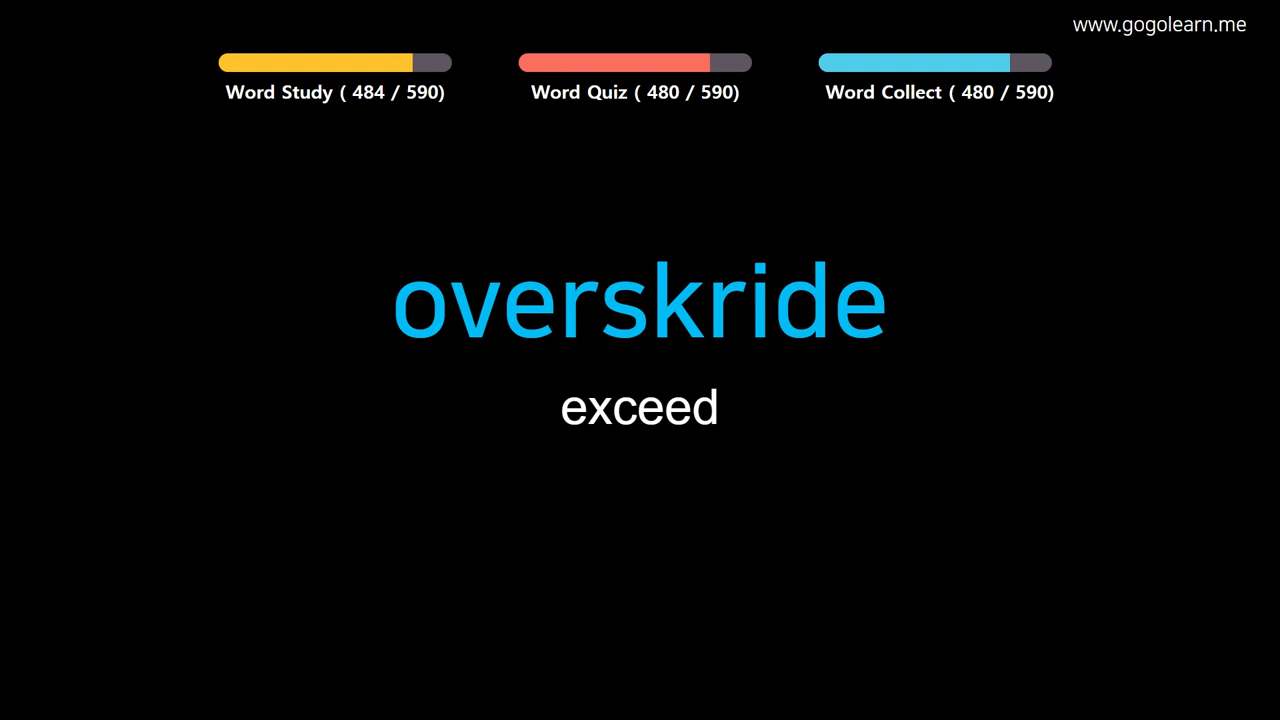 www.gogolearn.me
Word Study ( 484 / 590)
Word Quiz ( 480 / 590)
Word Collect ( 480 / 590)
overskride
exceed